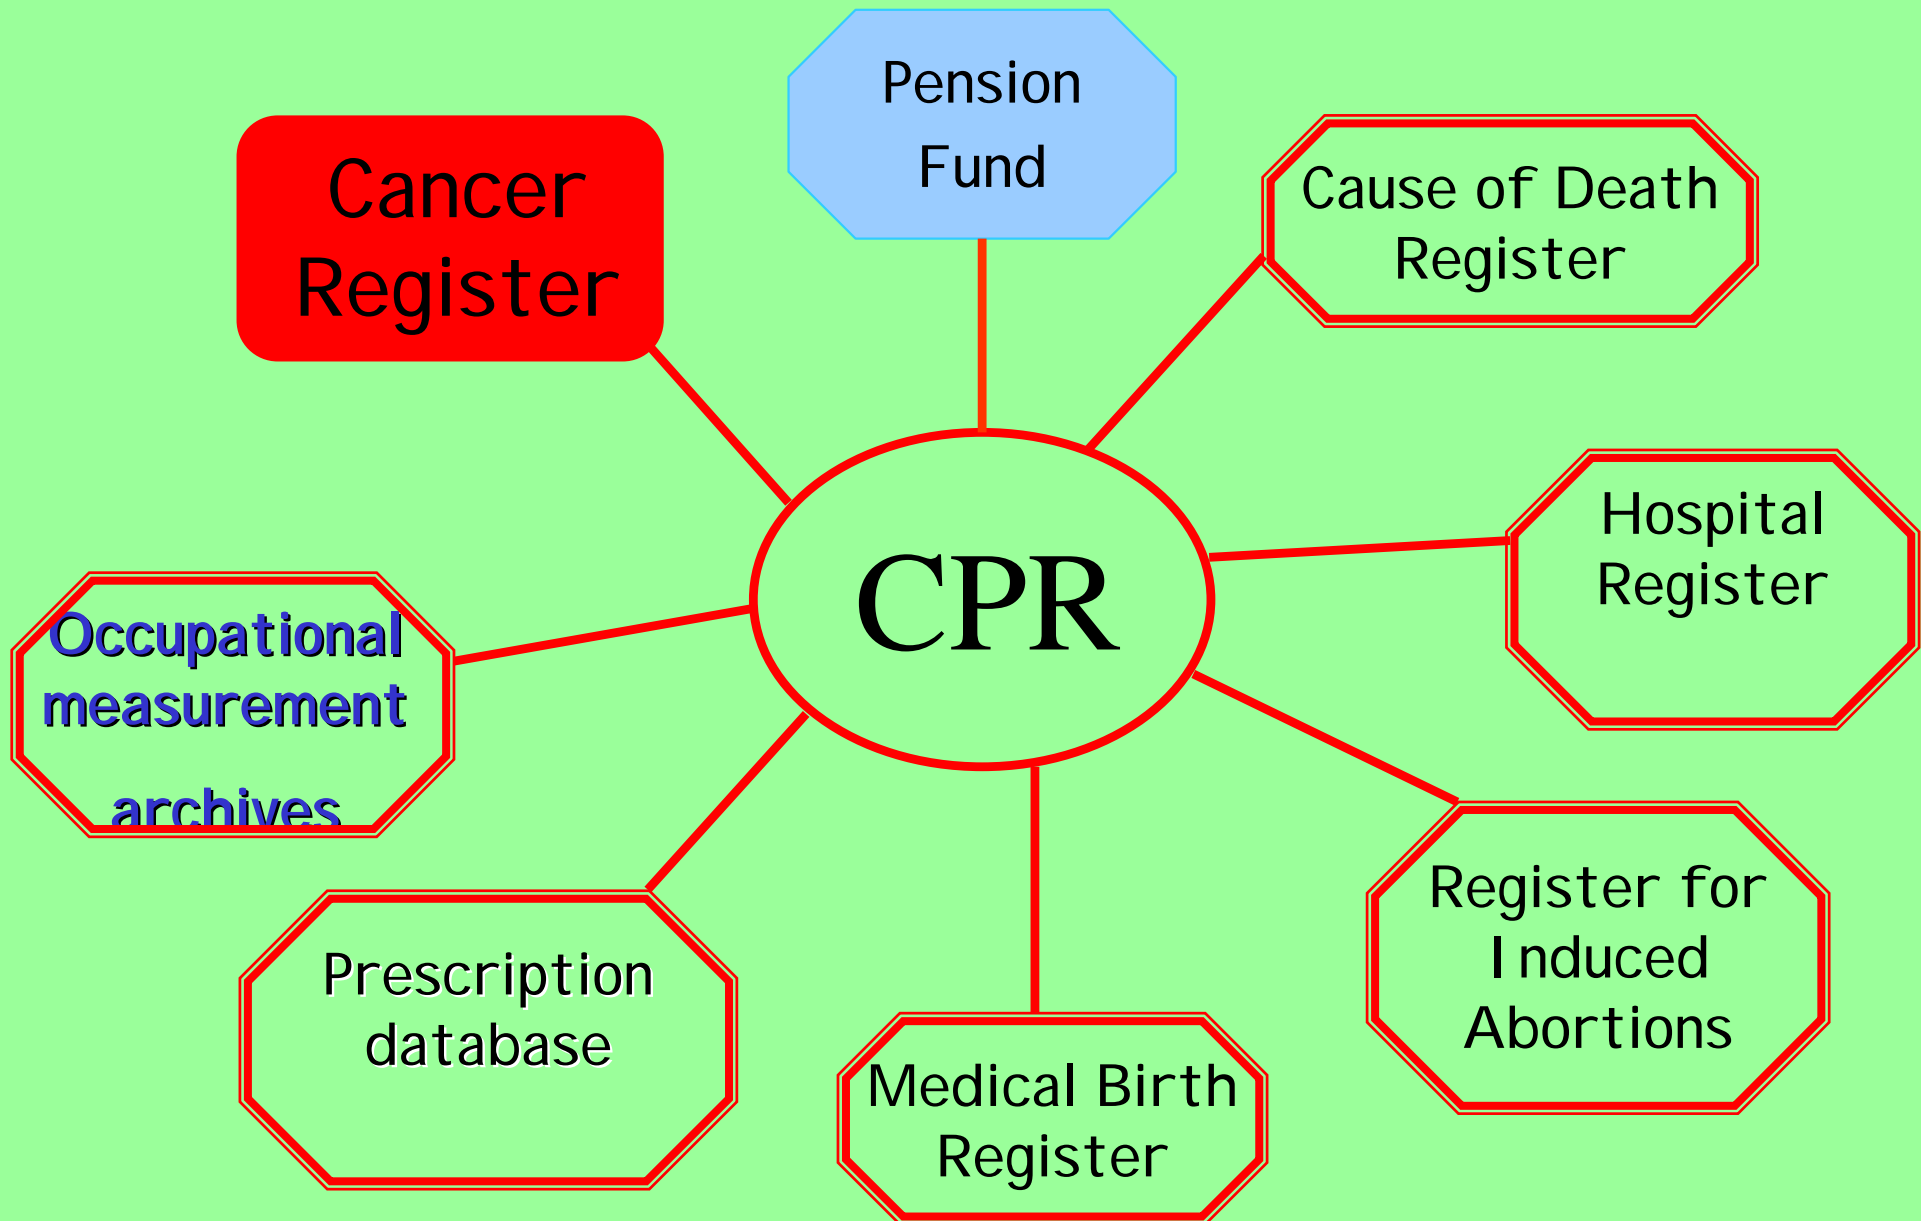 Pension
Fund
Cancer
Register
Cause of Death
Register
Hospital
Register
CPR
Occupational
measurement
archives
Register for
Induced
Abortions
Prescription
database
Medical Birth
Register